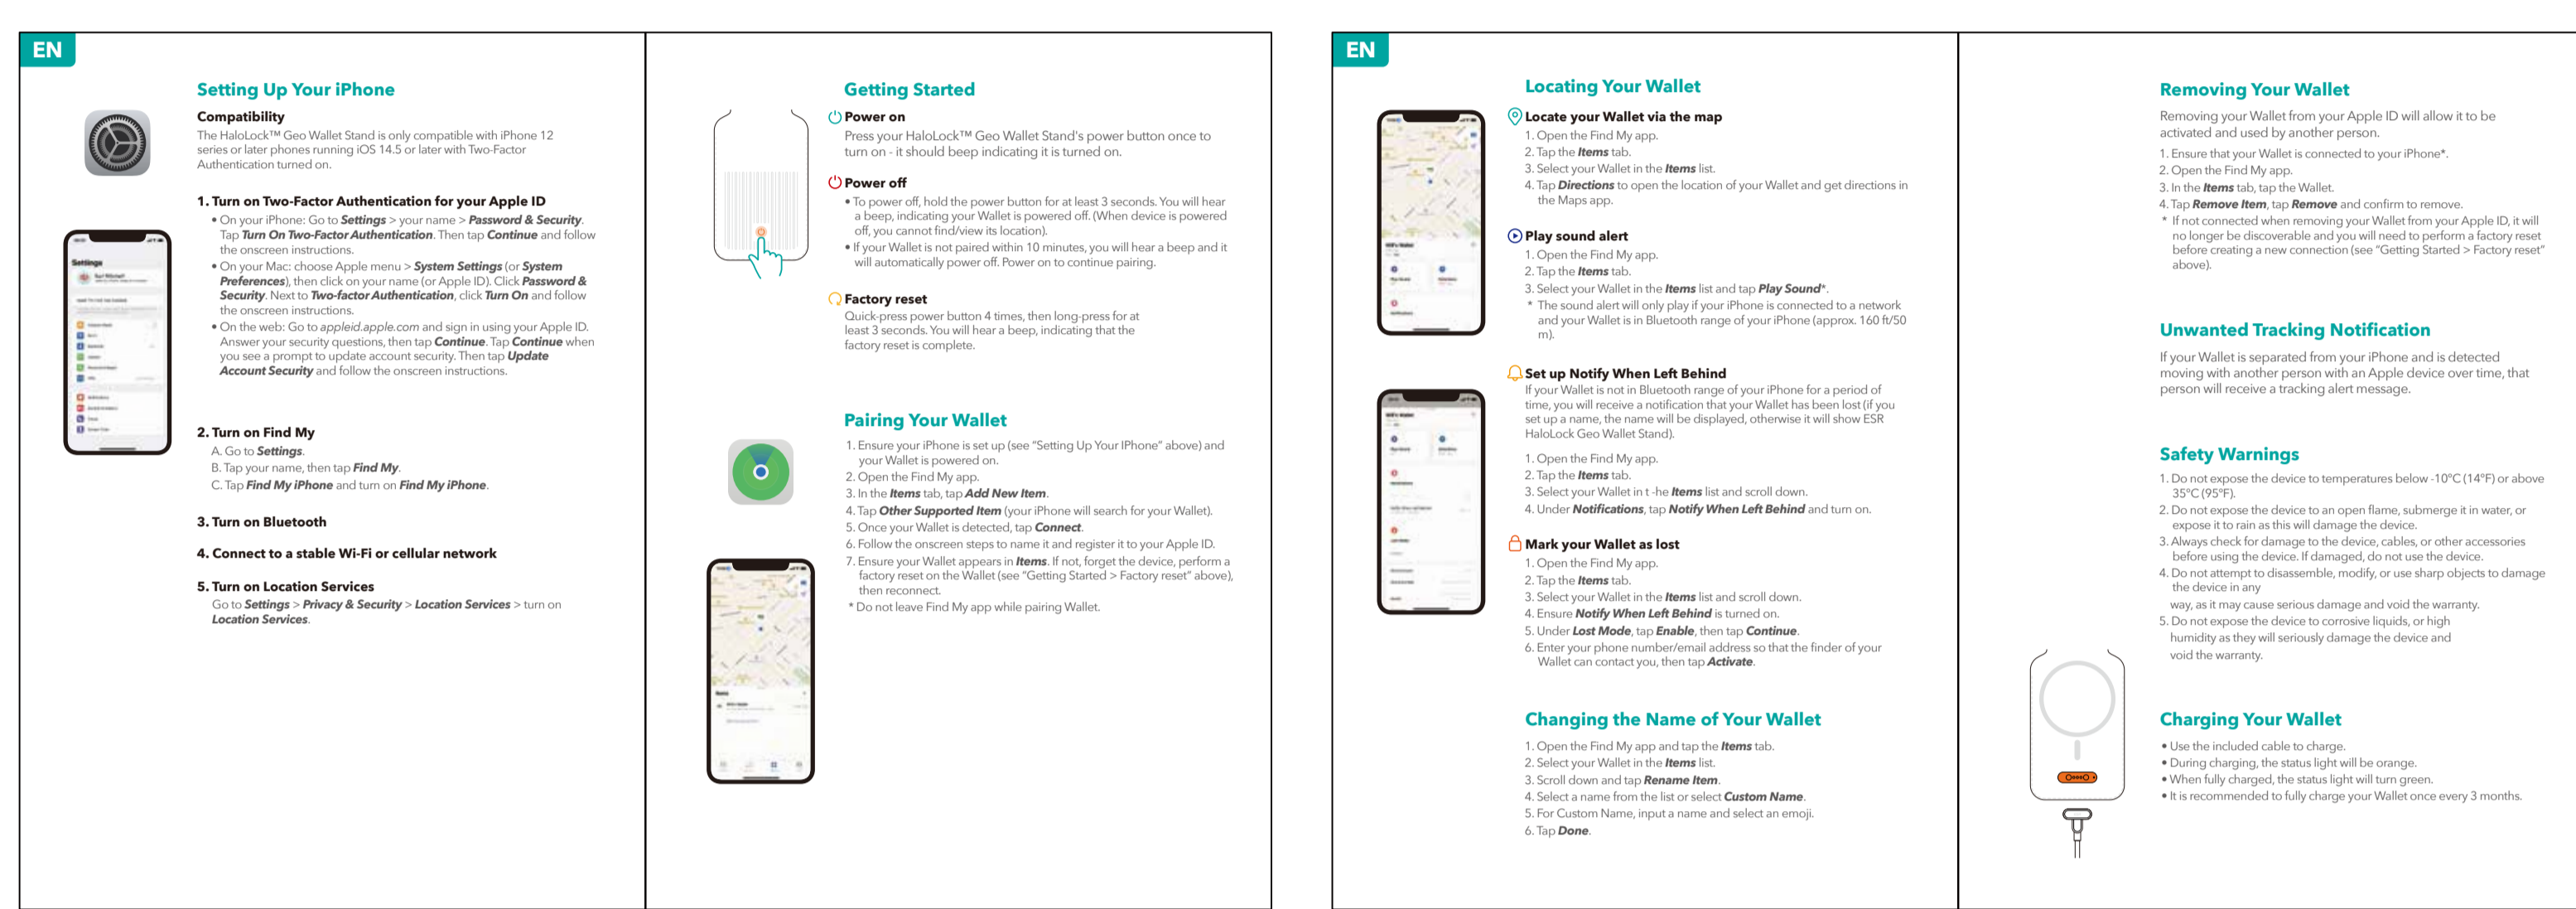 EN
Setting Up Your iPhone
Compatibility
The HaloLock™ Geo Wallet Stand is only compatible with iPhone 12
series or later phones running iOS 14.5 or later with Two-Factor
Authentication turned on.
1. Turn on Two-Factor Authentication for your Apple ID
• On your iPhone: Go to Settings > your name > Password & Security.
Tap Turn On Two-Factor Authentication. Then tap Continue and follow
the onscreen instructions.
• On your Mac: choose Apple menu > System Settings (or System
Preferences), then click on your name (or Apple ID). Click Password &
Security. Next to Two-factor Authentication, click Turn On and follow
the onscreen instructions.
• On the web: Go to appleid.apple.com and sign in using your Apple ID.
Answer your security questions, then tap Continue. Tap Continue when
you see a prompt to update account security. Then tap Update
Account Security and follow the onscreen instructions.
Settings
2. Turn on Find My
A. Go to Settings.
B. Tap your name, then tap Find My.
C. Tap Find My iPhone and turn on Find My iPhone.
3. Turn on Bluetooth
4. Connect to a stable Wi-Fi or cellular network
5. Turn on Location Services
Go to Settings > Privacy & Security > Location Services > turn on
Location Services.
Getting Started
Power on
Press your HaloLock™ Geo Wallet Stand's power button once to
turn on - it should beep indicating it is turned on.
Power off
• To power off, hold the power button for at least 3 seconds. You will hear
a beep, indicating your Wallet is powered off. (When device is powered
off, you cannot find/view its location).
• If your Wallet is not paired within 10 minutes, you will hear a beep and it
will automatically power off. Power on to continue pairing.
Factory reset
Quick-press power button 4 times, then long-press for at
least 3 seconds. You will hear a beep, indicating that the
factory reset is complete.
Pairing Your Wallet
1. Ensure your iPhone is set up (see "Setting Up Your IPhone" above) and
your Wallet is powered on.
2. Open the Find My app.
3. In the Items tab, tap Add New Item.
4. Tap Other Supported Item (your iPhone will search for your Wallet).
5. Once your Wallet is detected, tap Connect.
6. Follow the onscreen steps to name it and register it to your Apple ID.
7. Ensure your Wallet appears in Items. If not, forget the device, perform a
factory reset on the Wallet (see "Getting Started > Factory reset" above),
then reconnect.
* Do not leave Find My app while pairing Wallet.
EN
Locating Your Wallet
Locate your Wallet via the map
1. Open the Find My app.
2. Tap the Items tab.
3. Select your Wallet in the Items list.
4. Tap Directions to open the location of your Wallet and get directions in
the Maps app.
Play sound alert
1. Open the Find My app.
2. Tap the Items tab.
3. Select your Wallet in the Items list and tap Play Sound*.
* The sound alert will only play if your iPhone is connected to a network
and your Wallet is in Bluetooth range of your iPhone (approx. 160 ft/50
m).
Set up Notify When Left Behind
If your Wallet is not in Bluetooth range of your iPhone for a period of
time, you will receive a notification that your Wallet has been lost (if you
set up a name, the name will be displayed, otherwise it will show ESR
HaloLock Geo Wallet Stand).
1. Open the Find My app.
2. Tap the Items tab.
3. Select your Wallet in t -he Items list and scroll down.
4. Under Notifications, tap Notify When Left Behind and turn on.
Mark your Wallet as lost
1. Open the Find My app.
2. Tap the Items tab.
3. Select your Wallet in the Items list and scroll down.
4. Ensure Notify When Left Behind is turned on.
5. Under Lost Mode, tap Enable, then tap Continue.
6. Enter your phone number/email address so that the finder of your
Wallet can contact you, then tap Activate.
Changing the Name of Your Wallet
1. Open the Find My app and tap the Items tab.
2. Select your Wallet in the Items list.
3. Scroll down and tap Rename Item.
4. Select a name from the list or select Custom Name.
5. For Custom Name, input a name and select an emoji.
6. Tap Done.
Removing Your Wallet
Removing your Wallet from your Apple ID will allow it to be
activated and used by another person.
1. Ensure that your Wallet is connected to your iPhone*.
2. Open the Find My app.
3. In the Items tab, tap the Wallet.
4. Tap Remove Item, tap Remove and confirm to remove.
* If not connected when removing your Wallet from your Apple ID, it will
no longer be discoverable and you will need to perform a factory reset
before creating a new connection (see "Getting Started > Factory reset"
above).
Unwanted Tracking Notification
If your Wallet is separated from your iPhone and is detected
moving with another person with an Apple device over time, that
person will receive a tracking alert message.
Safety Warnings
1. Do not expose the device to temperatures below -10°C (14°F) or above
35°C (95°F).
2. Do not expose the device to an open flame, submerge it in water, or
expose it to rain as this will damage the device.
3. Always check for damage to the device, cables, or other accessories
before using the device. If damaged, do not use the device.
4. Do not attempt to disassemble, modify, or use sharp objects to damage
the device in any
way, as it may cause serious damage and void the warranty.
5. Do not expose the device to corrosive liquids, or high
humidity as they will seriously damage the device and
void the warranty.
Charging Your Wallet
• Use the included cable to charge.
• During charging, the status light will be orange.
• When fully charged, the status light will turn green.
• It is recommended to fully charge your Wallet once every 3 months.